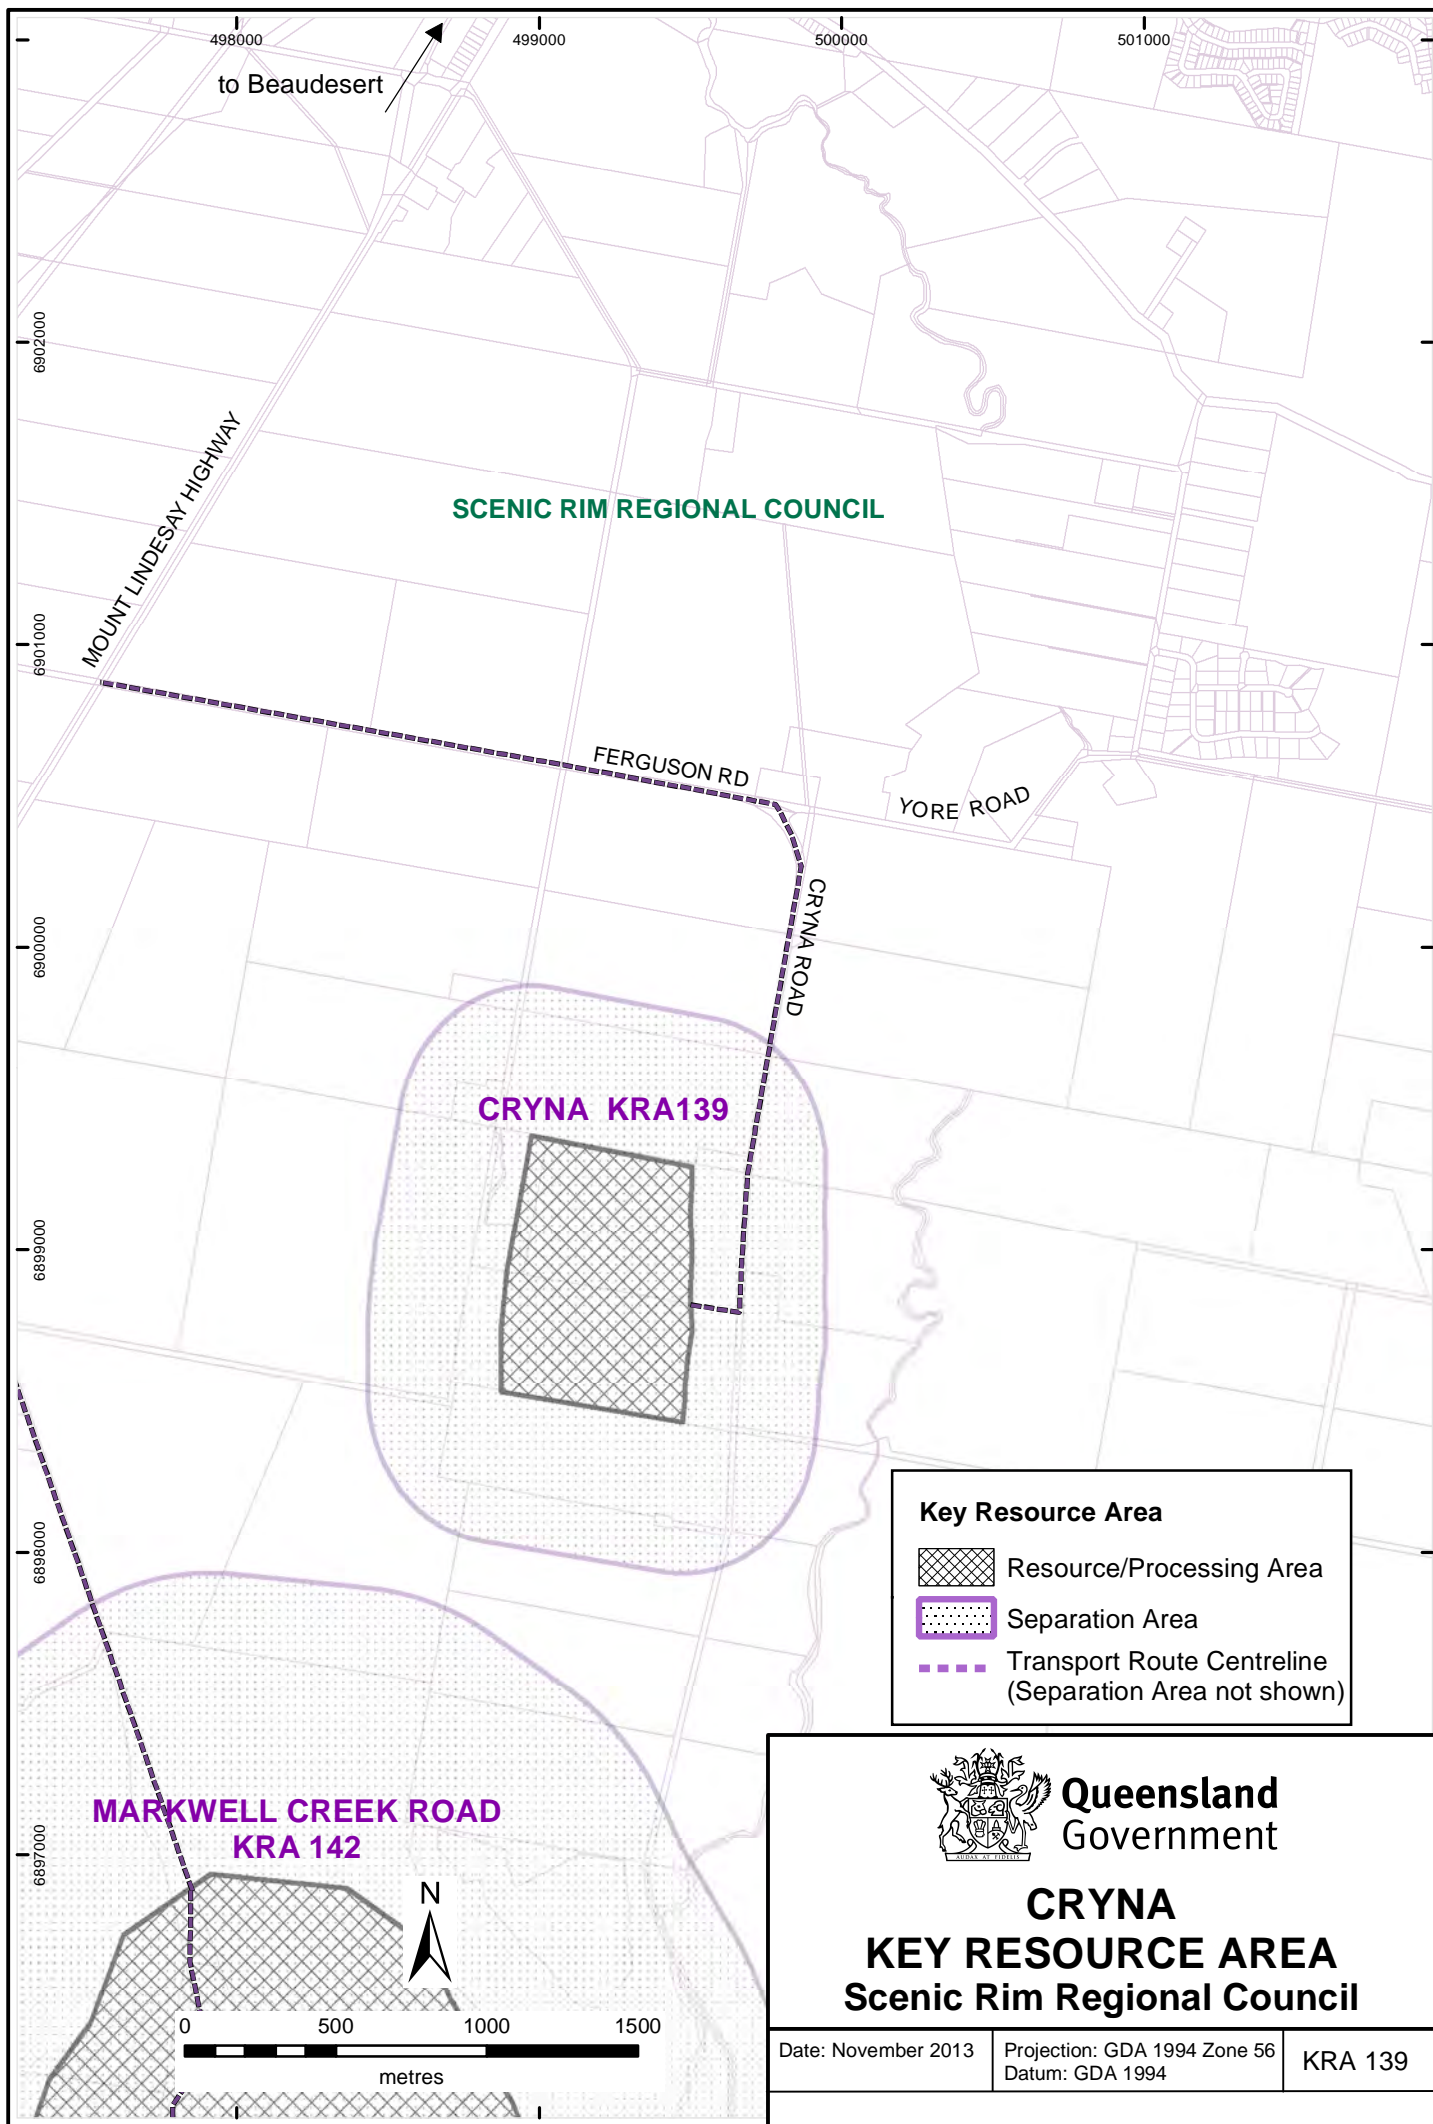 498000
499000
500000
501000
to Beaudesert
6902000
MOUNT LINDESAY HIGHWAY
SCENIC RIM REGIONAL COUNCIL
6901000
FERGUSON RD
YORE ROAD
CRYNA ROAD
6900000
CRYNA KRA139
6899000
6898000
Key Resource Area
Resource/Processing Area
Separation Area
Transport Route Centreline
(Separation Area not shown)
MARKWELL CREEK ROAD
KRA 142
6897000
N
0 500 1000 1500
metres
AUDAX AT FIDELIS
Queensland
Government
CRYNA
KEY RESOURCE AREA
Scenic Rim Regional Council
Date: November 2013
Projection: GDA 1994 Zone 56
Datum: GDA 1994
KRA 139